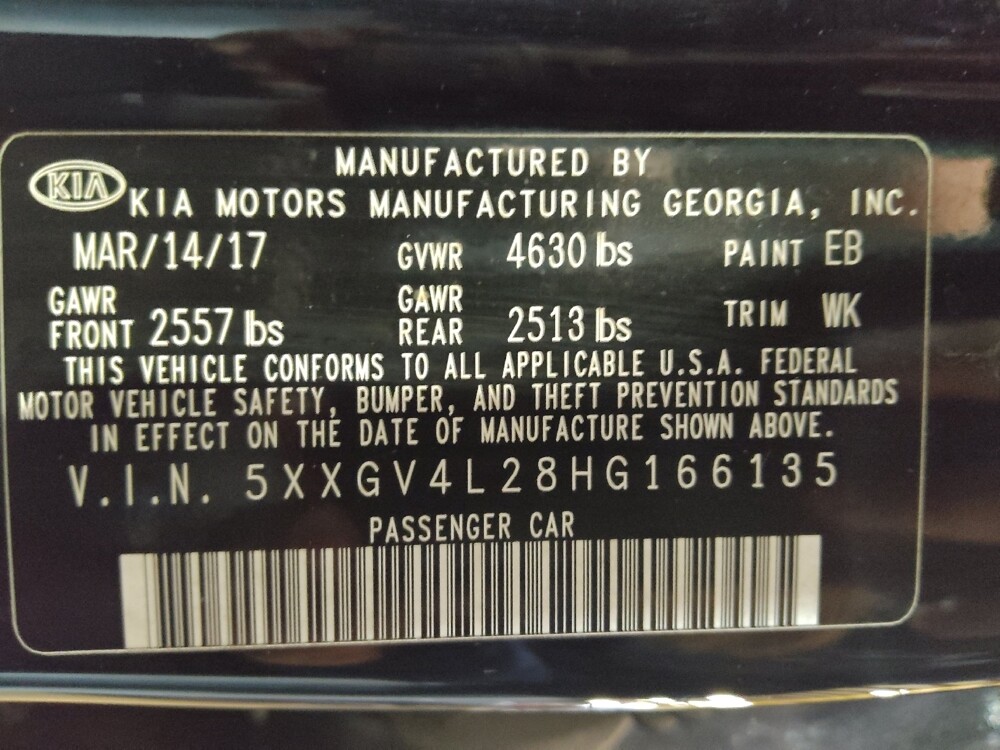 MANUFACTURED BY
KIA KIA MOTORS MANUFACTURING GEORGIA, INC.
MAR/14/17 GVWR 4630 lbs PAINT EB
GAWR FRONT 2557 lbs GAWR REAR 2513 lbs TRIM WK
THIS VEHICLE CONFORMS TO ALL APPLICABLE U.S.A. FEDERAL
MOTOR VEHICLE SAFETY, BUMPER, AND THEFT PREVENTION STANDARDS
IN EFFECT ON THE DATE OF MANUFACTURE SHOWN ABOVE.
V.I.N. 5XXGV4L28HG166135
PASSENGER CAR